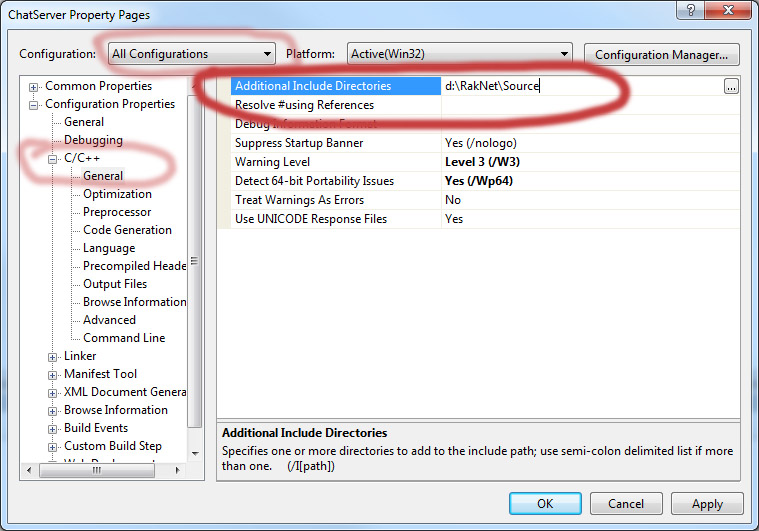 ChatServer Property Pages
Configuration: All Configurations Platform: Active(Win32) Configuration Manager...
Common Properties
Configuration Properties
General
Debugging
C/C++
General
Optimization
Preprocessor
Code Generation
Language
Precompiled Heade
Output Files
Browse Information
Advanced
Command Line
Linker
Manifest Tool
XML Document Genera
Browse Information
Build Events
Custom Build Step
Additional Include Directories d:\RakNet\Source ...
Resolve #using References
Debug Information Format
Suppress Startup Banner Yes (/nologo)
Warning Level Level 3 (/W3)
Detect 64-bit Portability Issues Yes (/Wp64)
Treat Warnings As Errors No
Use UNICODE Response Files Yes
Additional Include Directories
Specifies one or more directories to add to the include path; use semi-colon delimited list if more
than one. (/I[path])
OK Cancel Apply